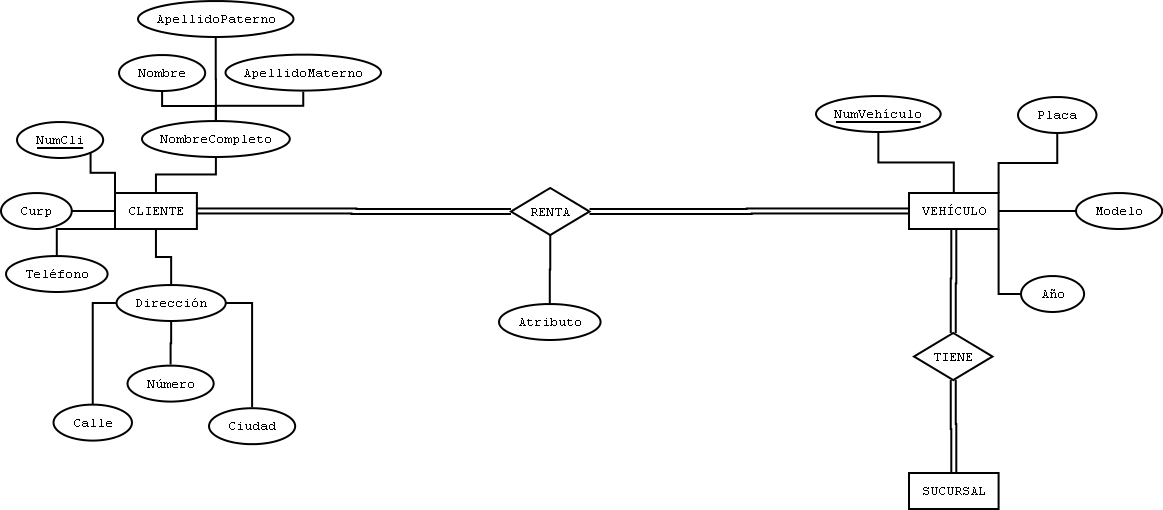 ApellidoPaterno
Nombre
ApellidoMaterno
NumCli
NombreCompleto
NumVehículo
Placa
Curp
CLIENTE
RENTA
VEHÍCULO
Modelo
Teléfono
Dirección
Año
Atributo
TIENE
Número
Calle
Ciudad
SUCURSAL